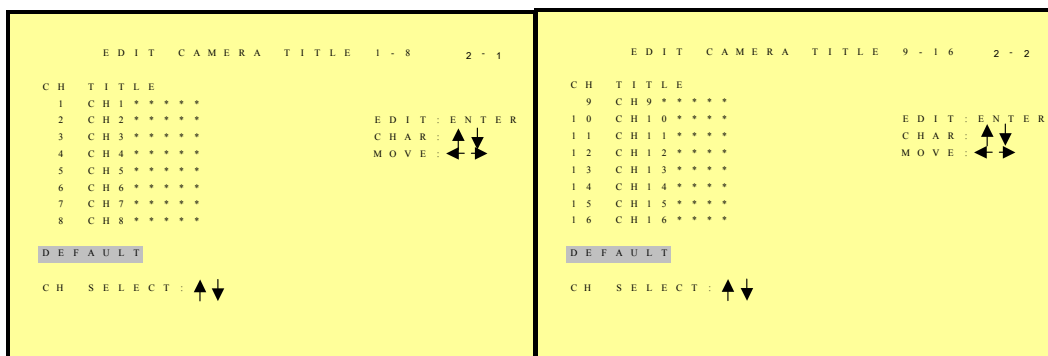 EDIT CAMERA TITLE 1-8 2-1
CH TITLE
1 CH1*****
2 CH2***** EDIT:ENTER
3 CH3***** CHAR:
4 CH4***** MOVE:
5 CH5*****
6 CH6*****
7 CH7*****
8 CH8*****
DEFAULT
CH SELECT:
EDIT CAMERA TITLE 9-16 2-2
CH TITLE
9 CH9*****
10 CH10**** EDIT:ENTER
11 CH11**** CHAR:
12 CH12**** MOVE:
13 CH13****
14 CH14****
15 CH15****
16 CH16****
DEFAULT
CH SELECT: